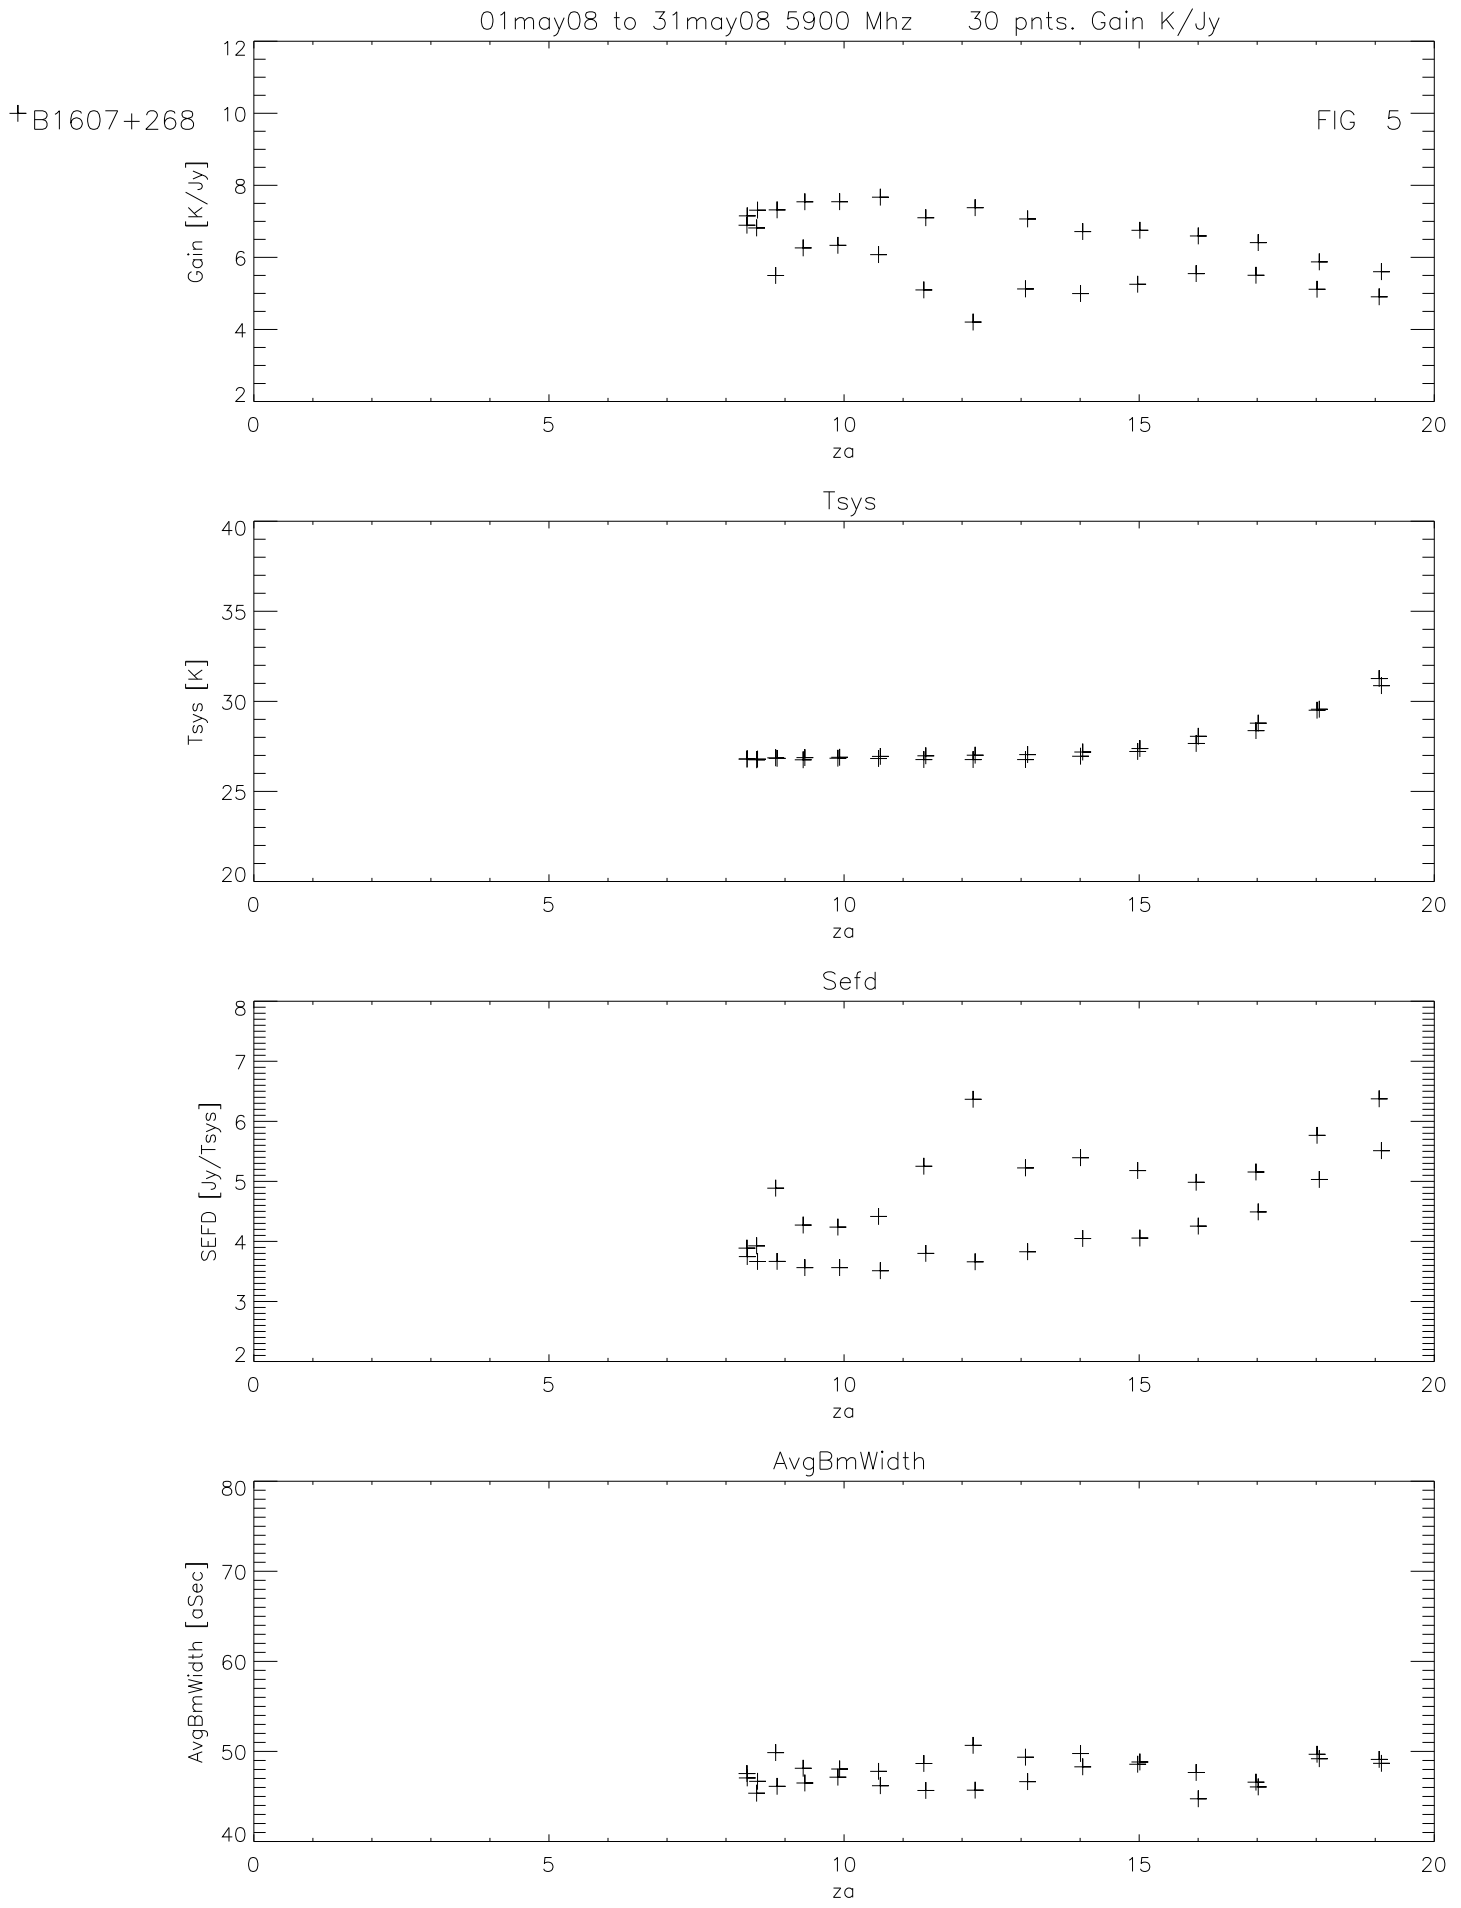 01may08 to 31may08 5900 Mhz 30 pnts. Gain K/Jy
+B1607+268
FIG 5
12
10
8
6
4
2
Gain [K/Jy]
0 5 10 15 20
za
Tsys
40
35
30
25
20
Tsys [K]
0 5 10 15 20
za
Sefd
8
7
6
5
4
3
2
SEFD [Jy/Tsys]
0 5 10 15 20
za
AvgBmWidth
80
70
60
50
40
AvgBmWidth [aSec]
0 5 10 15 20
za